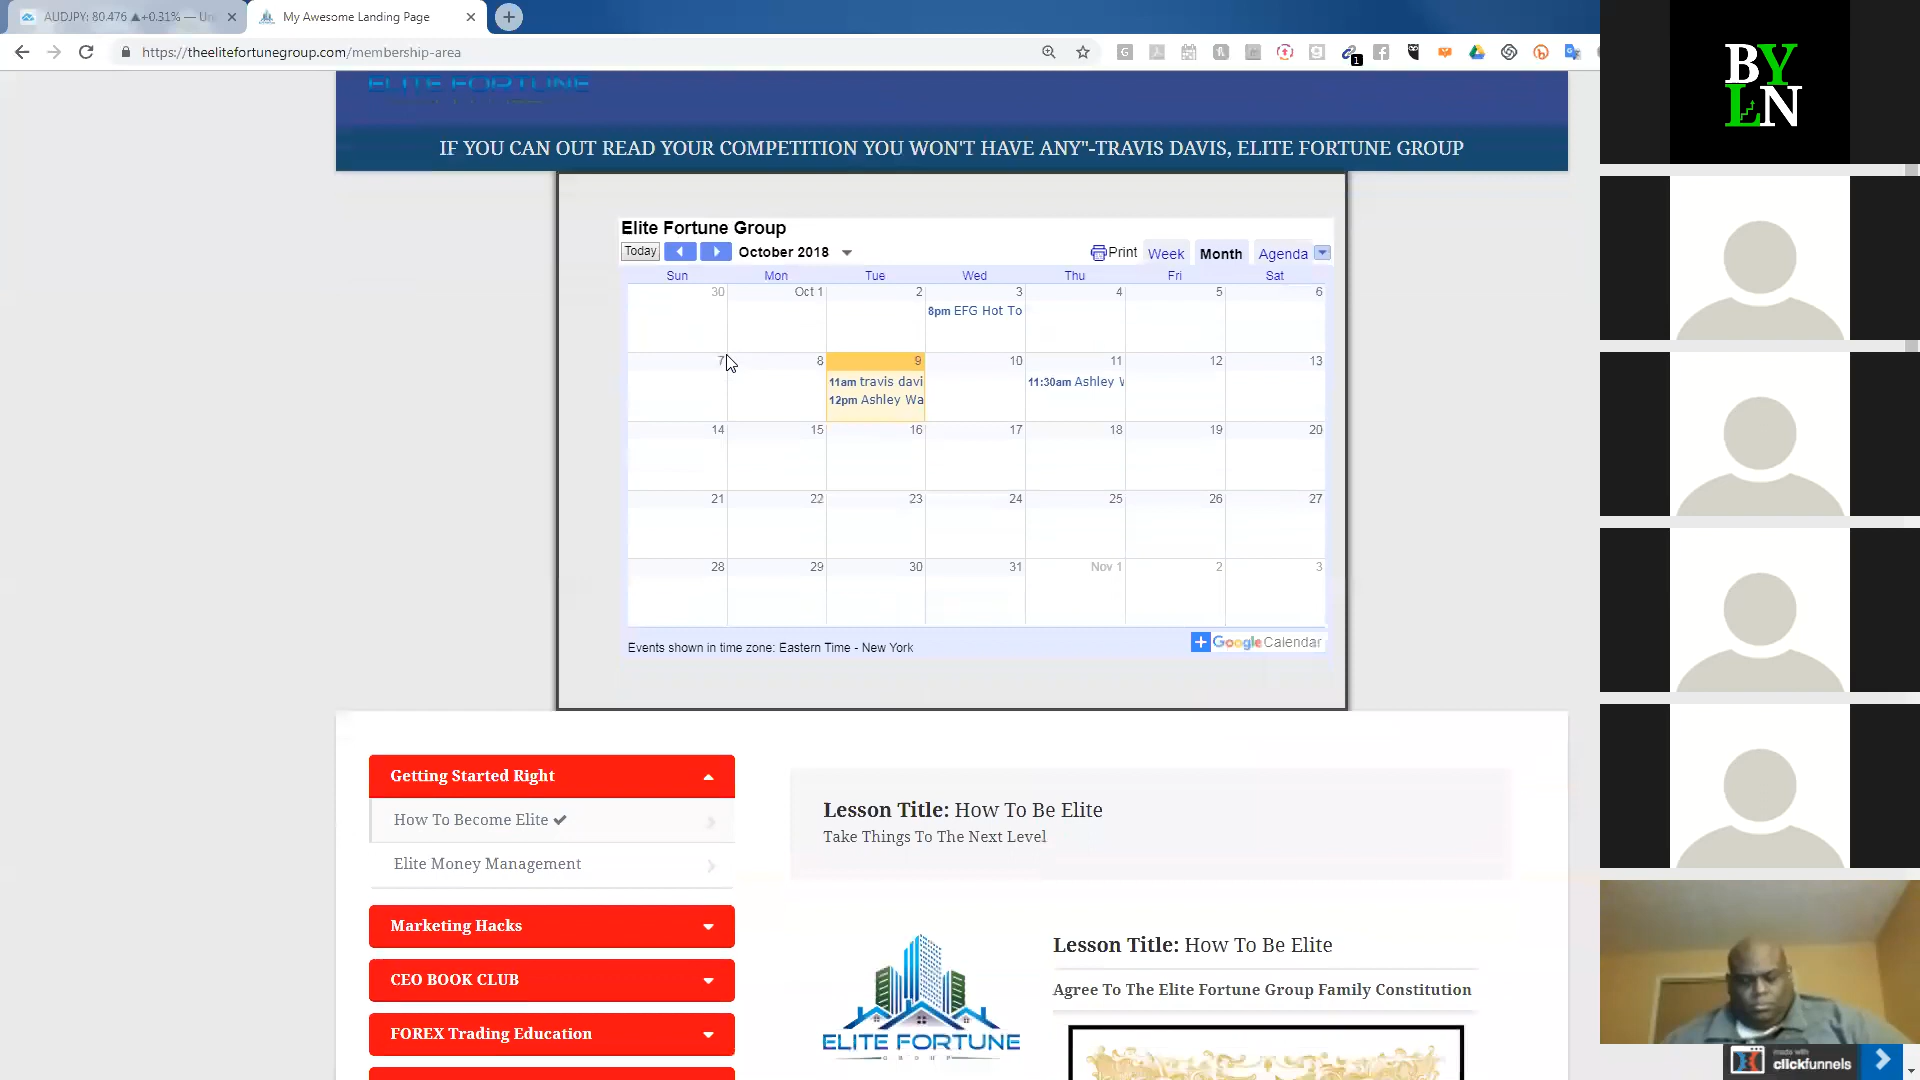 AUDJPY: 80.476 ▲+0.31% — Un
My Awesome Landing Page
https://theelitefortunegroup.com/membership-area
1
ELITE FORTUNE
IF YOU CAN OUT READ YOUR COMPETITION YOU WON'T HAVE ANY"-TRAVIS DAVIS, ELITE FORTUNE GROUP
BY
LN
Elite Fortune Group
Today October 2018 Print Week Month Agenda
Sun Mon Tue Wed Thu Fri Sat
30 Oct 1 2 3 4 5 6
8pm EFG Hot To
7 8 9 10 11 12 13
11am travis davi 11:30am Ashley W
12pm Ashley Wa
14 15 16 17 18 19 20
21 22 23 24 25 26 27
28 29 30 31 Nov 1 2 3
Events shown in time zone: Eastern Time - New York
Google Calendar
Getting Started Right
How To Become Elite ✔
Elite Money Management
Marketing Hacks
CEO BOOK CLUB
FOREX Trading Education
Lesson Title: How To Be Elite
Take Things To The Next Level
Lesson Title: How To Be Elite
Agree To The Elite Fortune Group Family Constitution
ELITE FORTUNE
GROUP
made with
clickfunnels